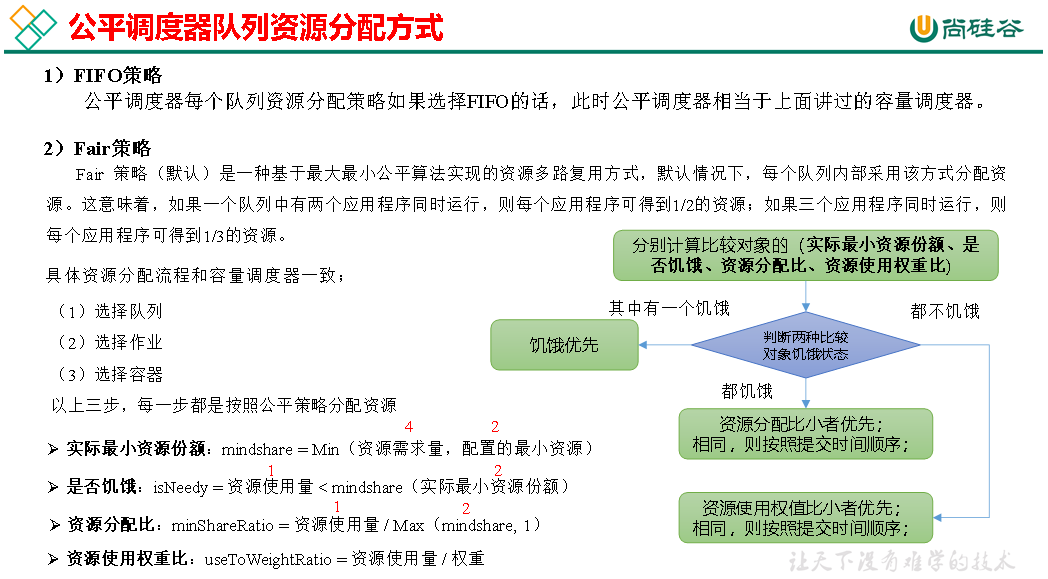 公平调度器队列资源分配方式
尚硅谷
1）FIFO策略
公平调度器每个队列资源分配策略如果选择FIFO的话，此时公平调度器相当于上面讲过的容量调度器。
2）Fair策略
Fair 策略（默认）是一种基于最大最小公平算法实现的资源多路复用方式，默认情况下，每个队列内部采用该方式分配资
源。这意味着，如果一个队列中有两个应用程序同时运行，则每个应用程序可得到1/2的资源；如果三个应用程序同时运行，则
每个应用程序可得到1/3的资源。
具体资源分配流程和容量调度器一致；
（1）选择队列
（2）选择作业
（3）选择容器
以上三步，每一步都是按照公平策略分配资源
4 2
➢ 实际最小资源份额：mindshare = Min（资源需求量，配置的最小资源）
1 2
➢ 是否饥饿：isNeedy = 资源使用量 < mindshare（实际最小资源份额）
1 2
➢ 资源分配比：minShareRatio = 资源使用量 / Max（mindshare, 1）
➢ 资源使用权重比：useToWeightRatio = 资源使用量 / 权重
分别计算比较对象的（实际最小资源份额、是
否饥饿、资源分配比、资源使用权重比)
其中有一个饥饿
都不饥饿
饥饿优先
判断两种比较
对象饥饿状态
都饥饿
资源分配比小者优先；
相同，则按照提交时间顺序；
资源使用权值比小者优先；
相同，则按照提交时间顺序；
让天下没有难学的技术